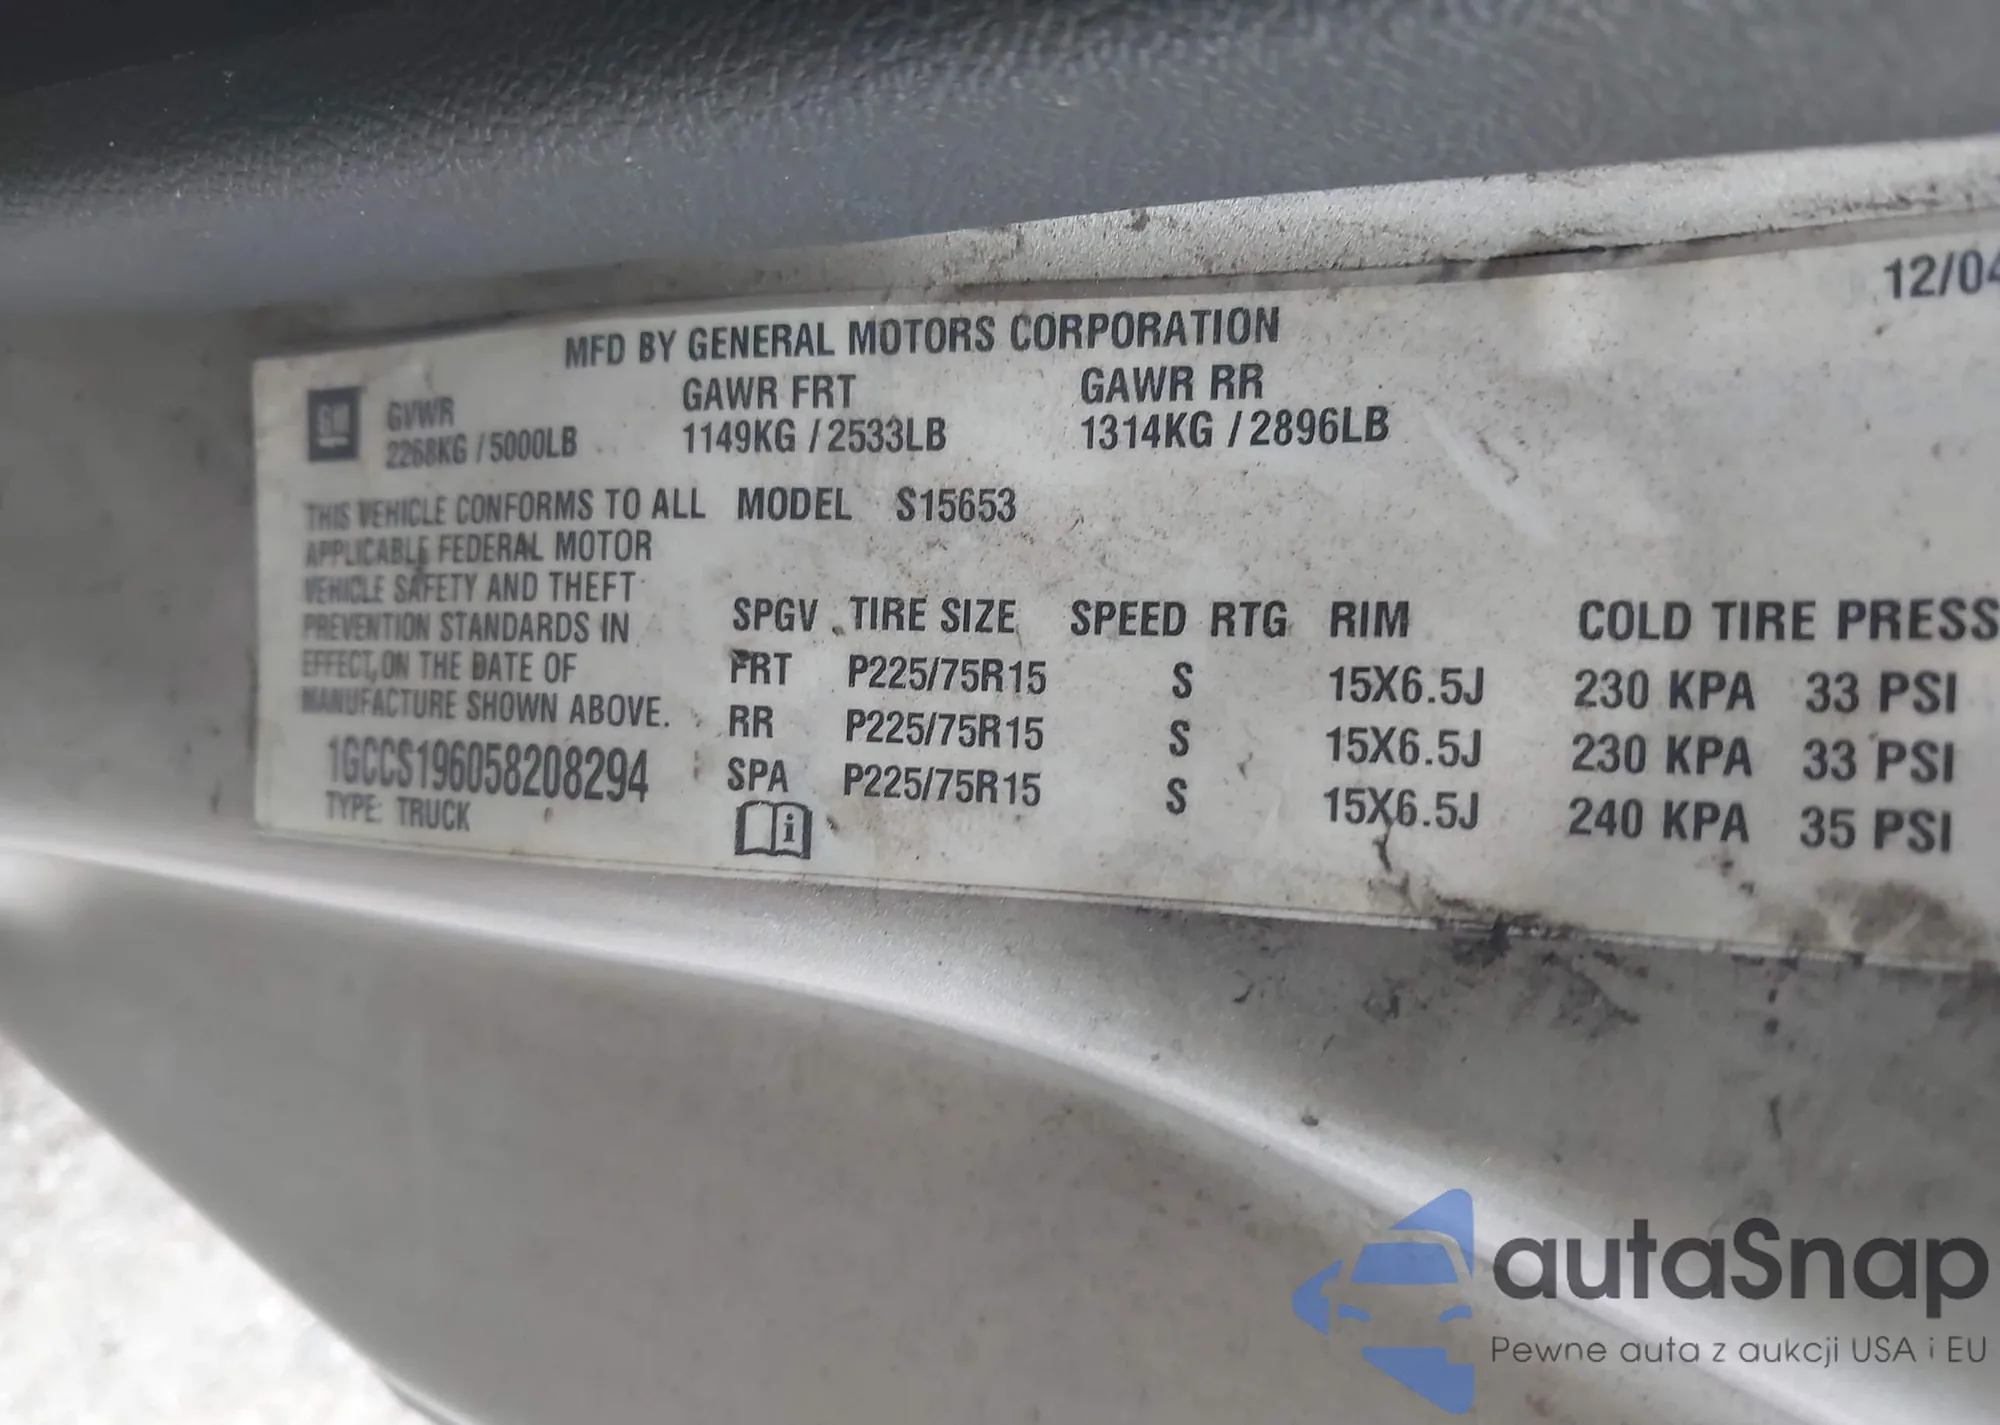 12/04
MFD BY GENERAL MOTORS CORPORATION
GM
GVWR GAWR FRT GAWR RR
2268KG / 5000LB 1149KG / 2533LB 1314KG / 2896LB
THIS VEHICLE CONFORMS TO ALL MODEL S15653
APPLICABLE FEDERAL MOTOR
VEHICLE SAFETY AND THEFT
PREVENTION STANDARDS IN
EFFECT ON THE DATE OF
MANUFACTURE SHOWN ABOVE.
1GCCS196058208294
TYPE: TRUCK
SPGV TIRE SIZE SPEED RTG RIM COLD TIRE PRESS
FRT P225/75R15 S 15X6.5J 230 KPA 33 PSI
RR P225/75R15 S 15X6.5J 230 KPA 33 PSI
SPA P225/75R15 S 15X6.5J 240 KPA 35 PSI
i
autaSnap
Pewne auta z aukcji USA i EU